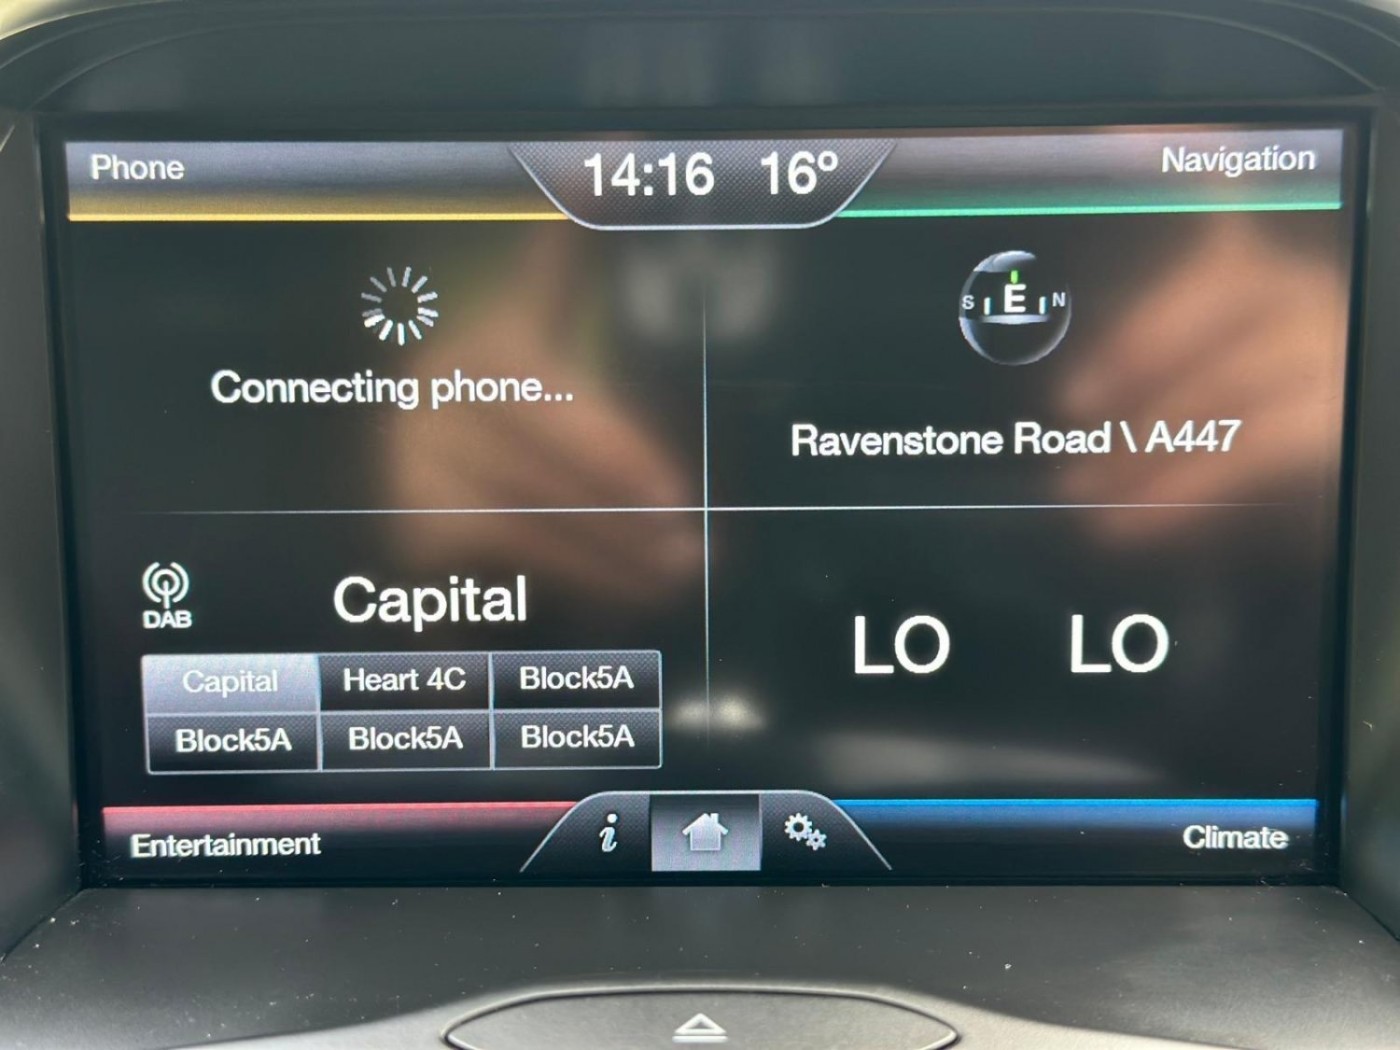 Phone
14:16 16°
Navigation
Connecting phone...
S E N
Ravenstone Road \ A447
DAB
Capital
Capital Heart 4C Block5A
Block5A Block5A Block5A
LO LO
Entertainment
i
Climate